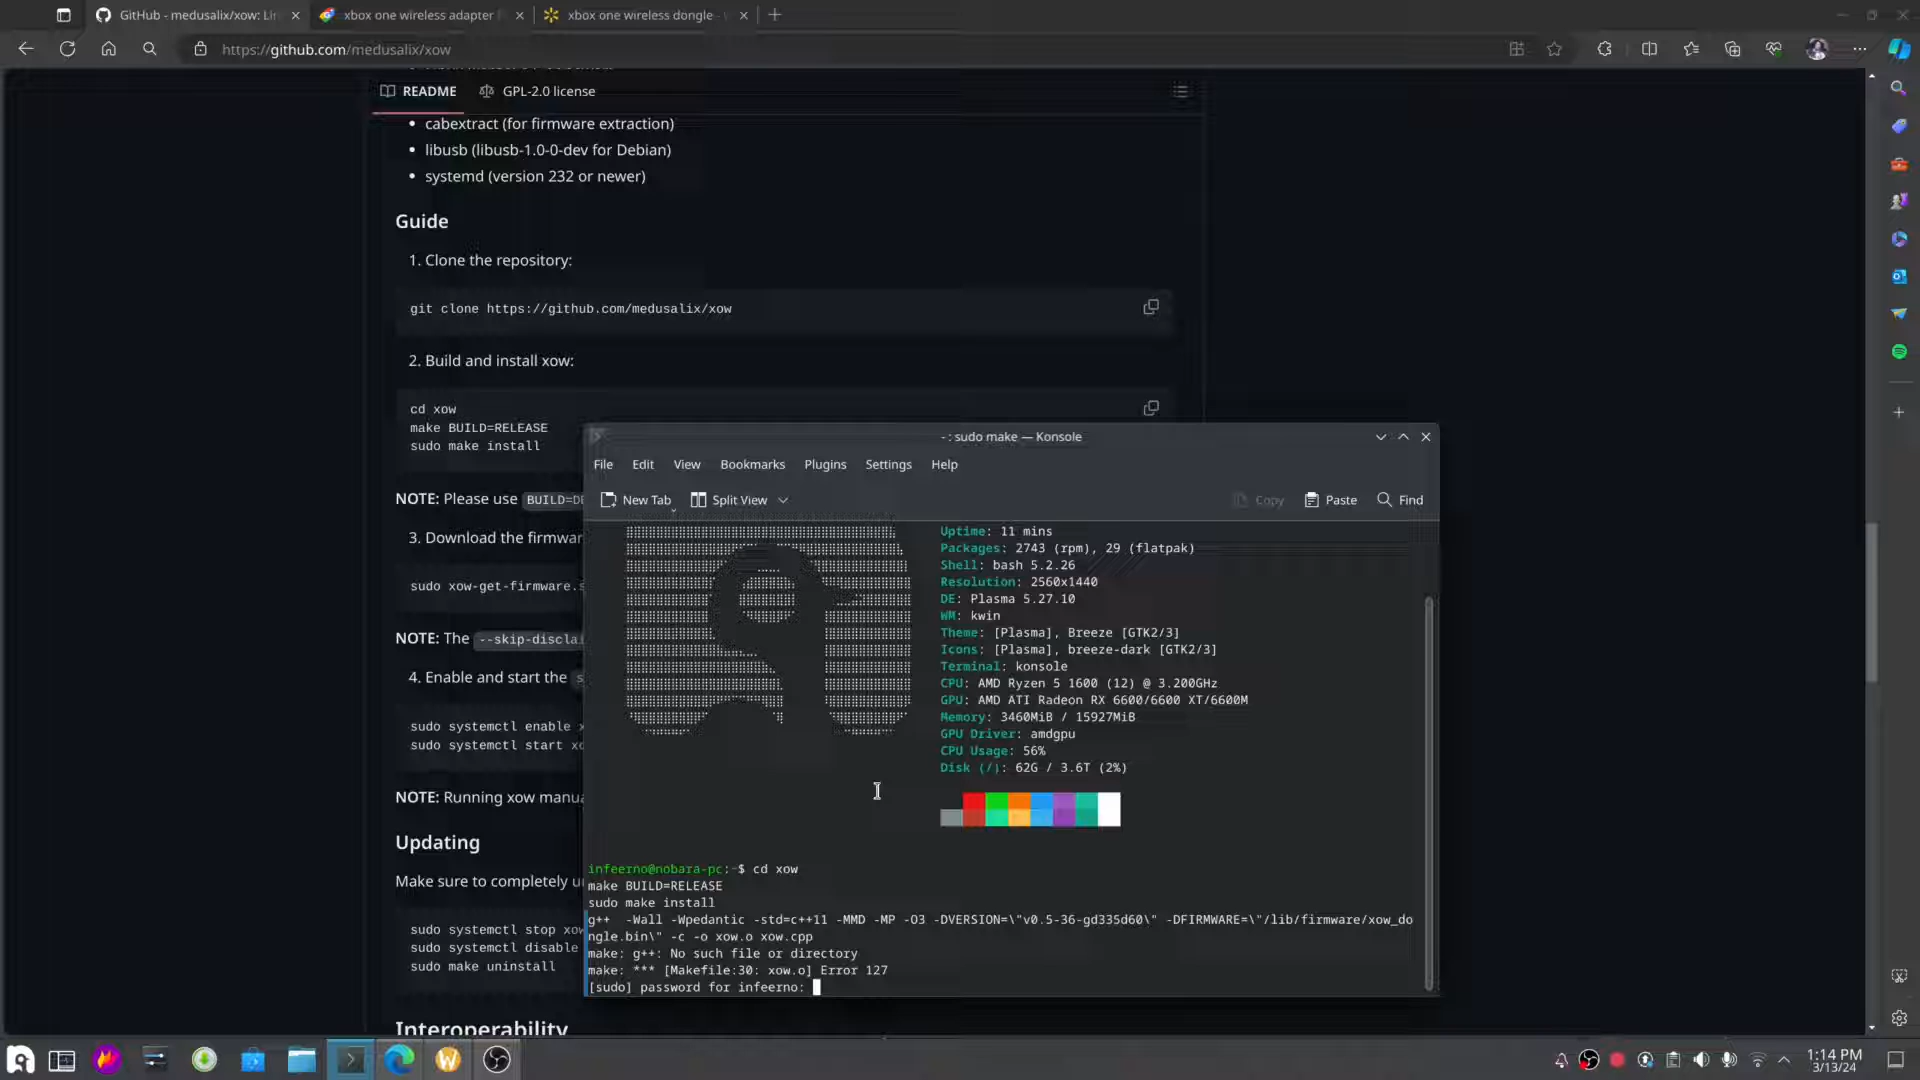 GitHub - medusalix/xow: Li
xbox one wireless adapter
xbox one wireless dongle -
https://github.com/medusalix/xow
README
GPL-2.0 license
cabextract (for firmware extraction)
libusb (libusb-1.0-0-dev for Debian)
systemd (version 232 or newer)
Guide
1. Clone the repository:
git clone https://github.com/medusalix/xow
2. Build and install xow:
cd xow
make BUILD=RELEASE
sudo make install
NOTE: Please use BUILD=DE
3. Download the firmwar
sudo xow-get-firmware.s
NOTE: The --skip-disclai
4. Enable and start the s
sudo systemctl enable x
sudo systemctl start xo
NOTE: Running xow manua
Updating
Make sure to completely u
sudo systemctl stop xow
sudo systemctl disable
sudo make uninstall
Interoperability
- : sudo make — Konsole
File Edit View Bookmarks Plugins Settings Help
New Tab Split View Copy Paste Find
Uptime: 11 mins
Packages: 2743 (rpm), 29 (flatpak)
Shell: bash 5.2.26
Resolution: 2560x1440
DE: Plasma 5.27.10
WM: kwin
Theme: [Plasma], Breeze [GTK2/3]
Icons: [Plasma], breeze-dark [GTK2/3]
Terminal: konsole
CPU: AMD Ryzen 5 1600 (12) @ 3.200GHz
GPU: AMD ATI Radeon RX 6600/6600 XT/6600M
Memory: 3460MiB / 15927MiB
GPU Driver: amdgpu
CPU Usage: 56%
Disk (/): 62G / 3.6T (2%)
infeerno@nobara-pc:~$ cd xow
make BUILD=RELEASE
sudo make install
g++  -Wall -Wpedantic -std=c++11 -MMD -MP -O3 -DVERSION=\"v0.5-36-gd335d60\" -DFIRMWARE=\"/lib/firmware/xow_do
ngle.bin\" -c -o xow.o xow.cpp
make: g++: No such file or directory
make: *** [Makefile:30: xow.o] Error 127
[sudo] password for infeerno:
1:14 PM
3/13/24